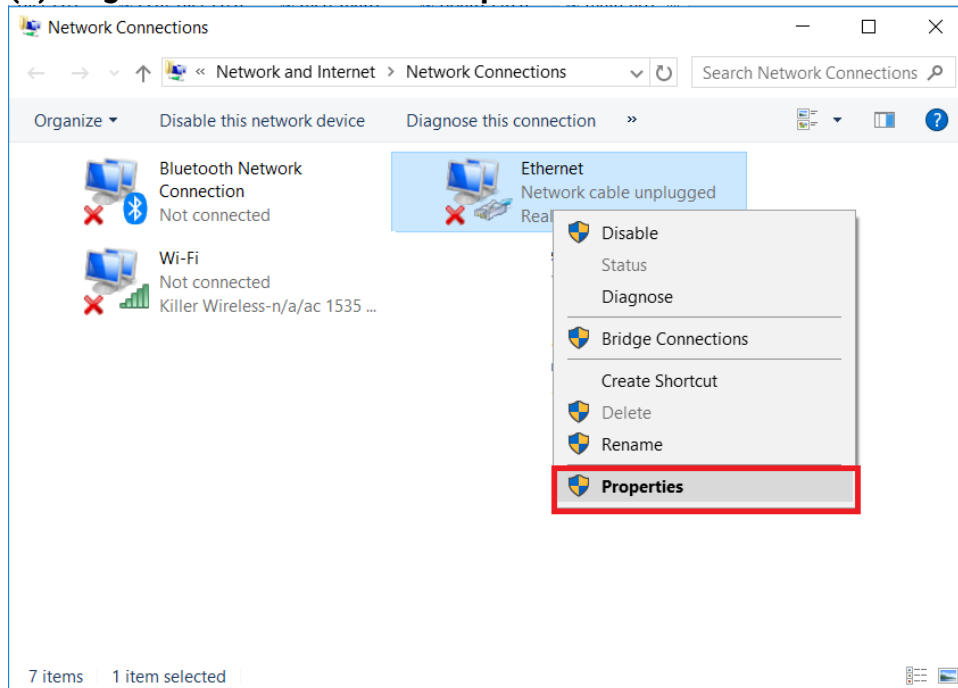 Network Connections
« Network and Internet > Network Connections
Search Network Connections
Organize
Disable this network device
Diagnose this connection
»
Bluetooth Network
Connection
Not connected
Ethernet
Network cable unplugged
Wi-Fi
Not connected
Killer Wireless-n/a/ac 1535 ...
Disable
Status
Diagnose
Bridge Connections
Create Shortcut
Delete
Rename
Properties
7 items
1 item selected